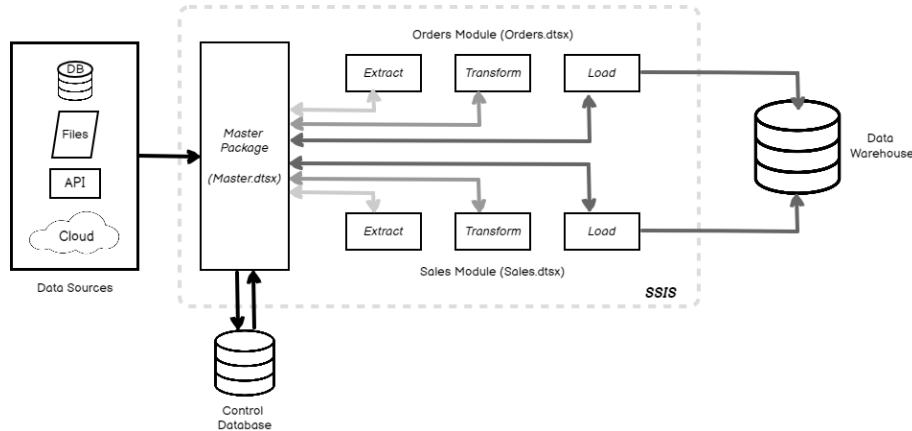 Orders Module (Orders.dtsx)
DB
Extract
Transform
Load
Files
Master
Package
(Master.dtsx)
Data
Warehouse
API
Cloud
Extract
Transform
Load
Sales Module (Sales.dtsx)
Data Sources
SSIS
Control
Database